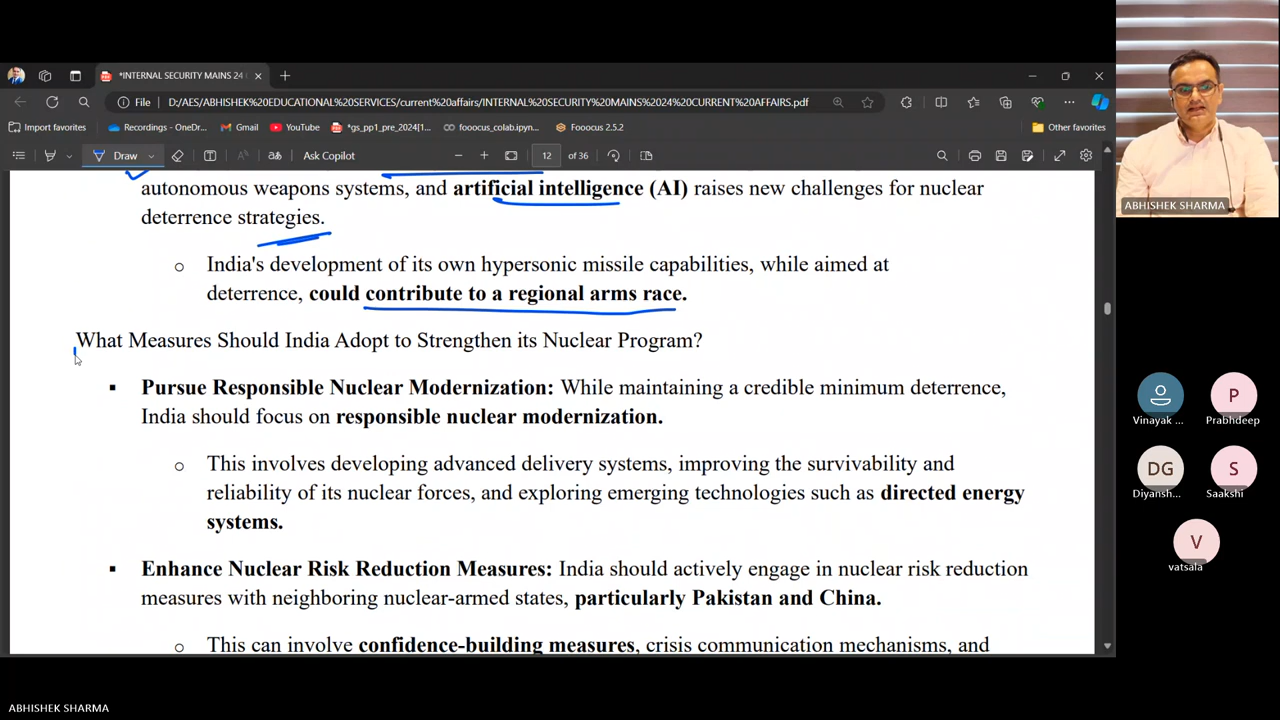 *INTERNAL SECURITY MAINS 24
File
D:/AES/ABHISHEK%20EDUCATIONAL%20SERVICES/current%20affairs/INTERNAL%20SECURITY%20MAINS%2024%20CURRENT%20AFFAIRS.pdf
Import favorites
Recordings - OneDr...
Gmail
YouTube
*gs_pp1_pre_2024[1...
fooocus_colab.ipyn...
Fooocus 2.5.2
Other favorites
Draw
Ask Copilot
12 of 36
autonomous weapons systems, and artificial intelligence (AI) raises new challenges for nuclear
deterrence strategies.
India's development of its own hypersonic missile capabilities, while aimed at
deterrence, could contribute to a regional arms race.
What Measures Should India Adopt to Strengthen its Nuclear Program?
Pursue Responsible Nuclear Modernization: While maintaining a credible minimum deterrence,
India should focus on responsible nuclear modernization.
This involves developing advanced delivery systems, improving the survivability and
reliability of its nuclear forces, and exploring emerging technologies such as directed energy
systems.
Enhance Nuclear Risk Reduction Measures: India should actively engage in nuclear risk reduction
measures with neighboring nuclear-armed states, particularly Pakistan and China.
This can involve confidence-building measures, crisis communication mechanisms, and
ABHISHEK SHARMA
Vinayak ...
P
Prabhdeep
DG
Diyansh...
S
Saakshi
V
vatsala
ABHISHEK SHARMA